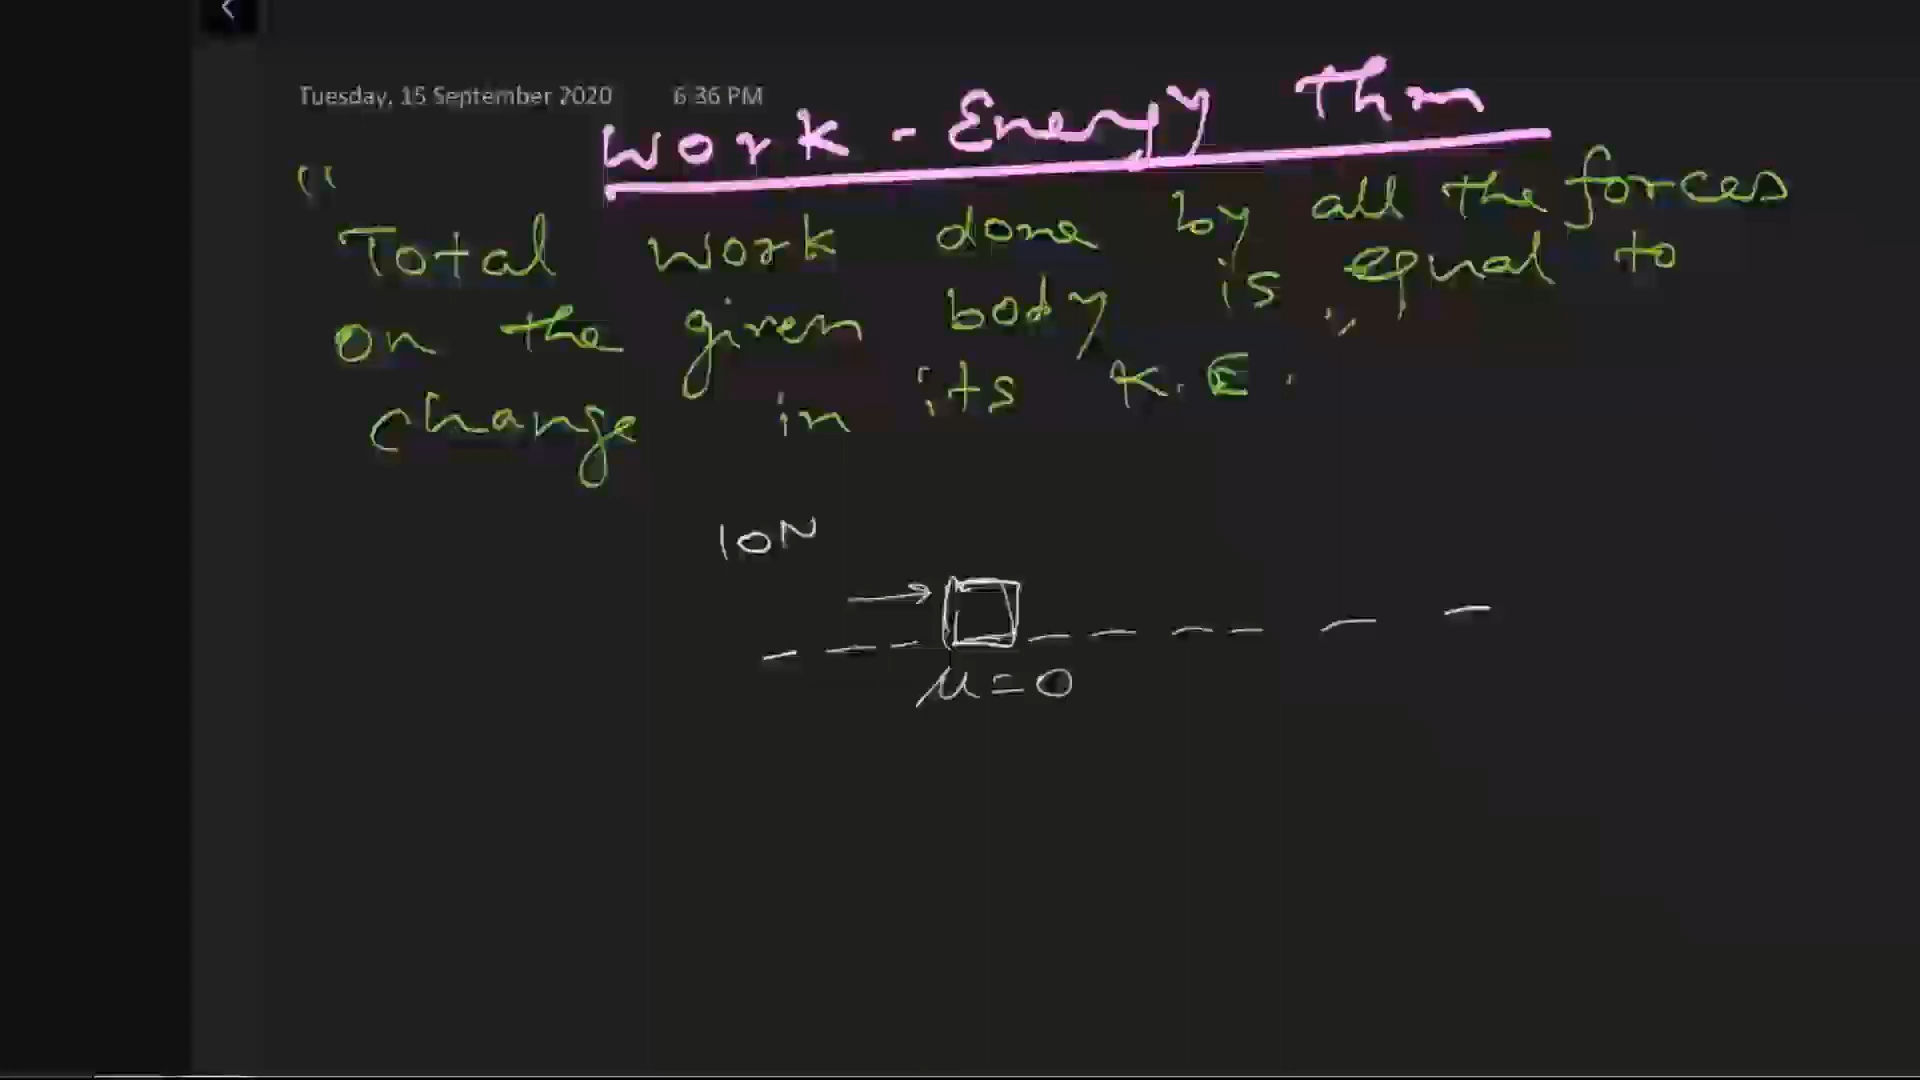 Tuesday, 15 September 2020 6:36 PM
Work - Energy Thm
"Total work done by all the forces
on the given body is equal to
change in its K.E."
10N
μ=0